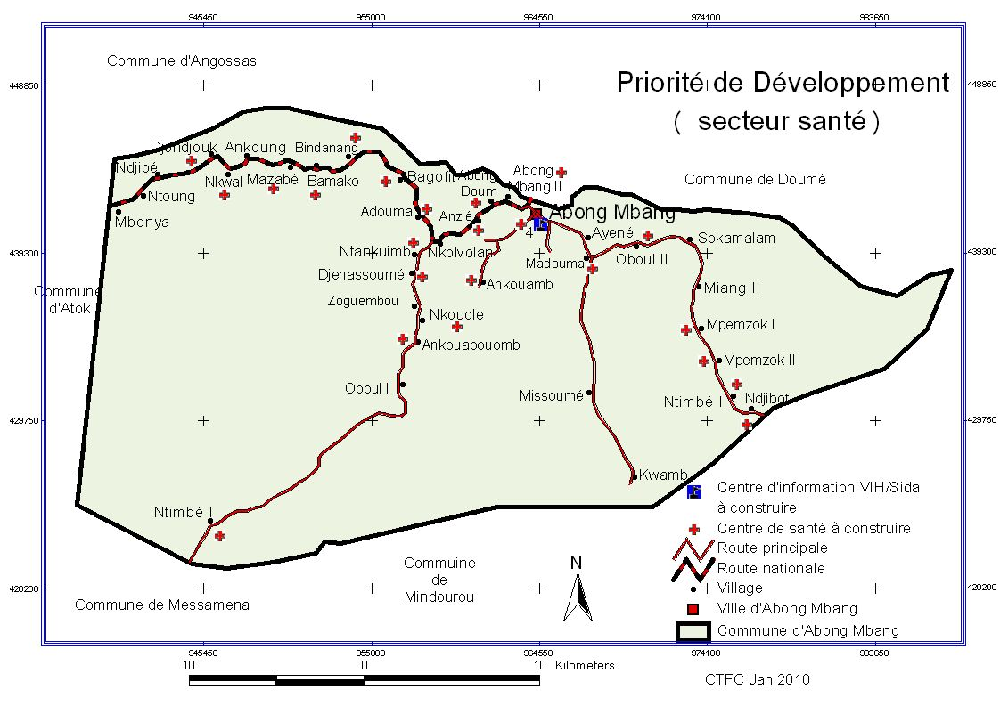 945450 955000 964550 974100 983650
Commune d'Angossas
Priorité de Développement
( secteur santé )
448850 448850
Djondjouk Ankoung Bindanang
Ndjibé
Nkwal Mazabé Bamako
Ntoung
Mbenya
Bagofit
Abong
Doum
Abong
Mbang II
Commune de Doumé
Adouma
Anzié
Abong Mbang
4
Ayené
Sokamalam
Ntankuimb
Nkolvolan
Madouma
Oboul II
439300 439300
Djenassoumé
Ankouamb
Miang II
Commune
d'Atok
Zoguembou
Nkouole
Mpemzok I
Ankouabouomb
Mpemzok II
Oboul I
Missoumé
Ntimbé II
Ndjibot
429750 429750
Kwamb
Ntimbé I
Centre d'information VIH/Sida
à construire
Centre de santé à construire
Route principale
Route nationale
Village
Ville d'Abong Mbang
Commune d'Abong Mbang
Commuine
de
Mindourou
N
420200 420200
Commune de Messamena
945450 955000 964550 974100 983650
10 0 10 Kilometers
CTFC Jan 2010